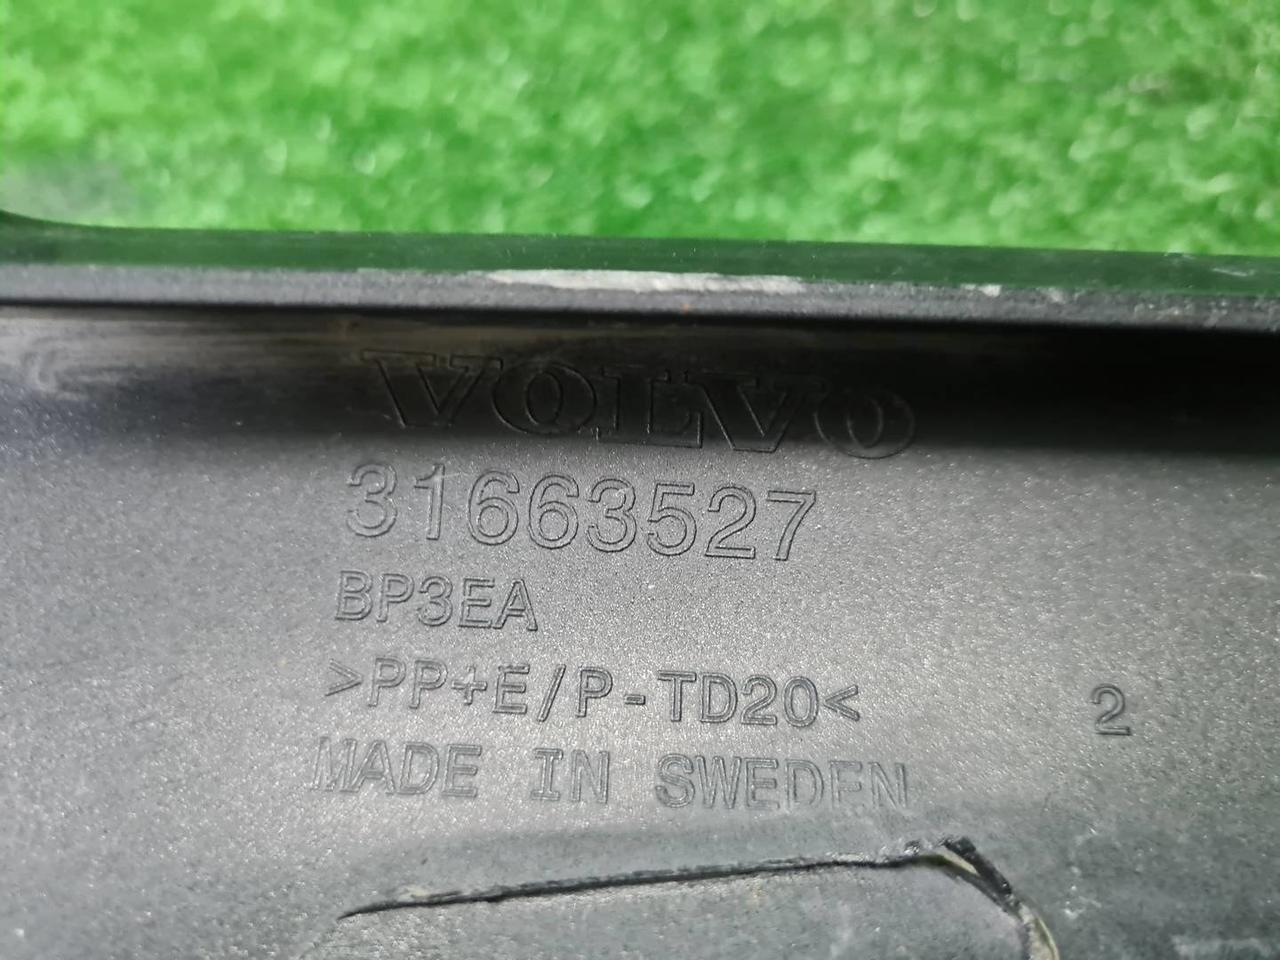 VOLVO
31663527
BP3EA
>PP+E/P-TD20<
2
MADE IN SWEDEN